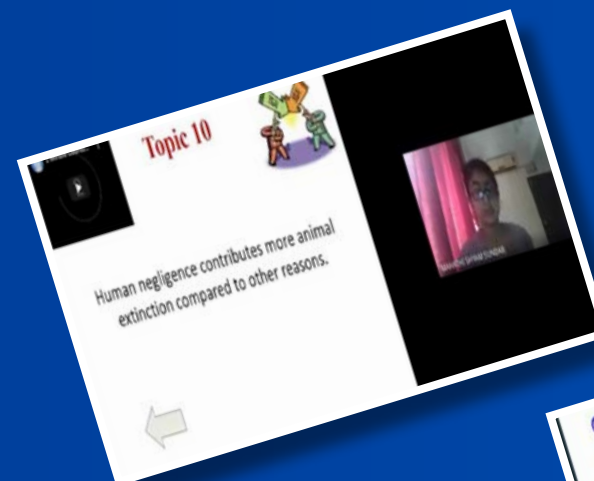 Topic 10
Human negligence contributes more animal
extinction compared to other reasons.